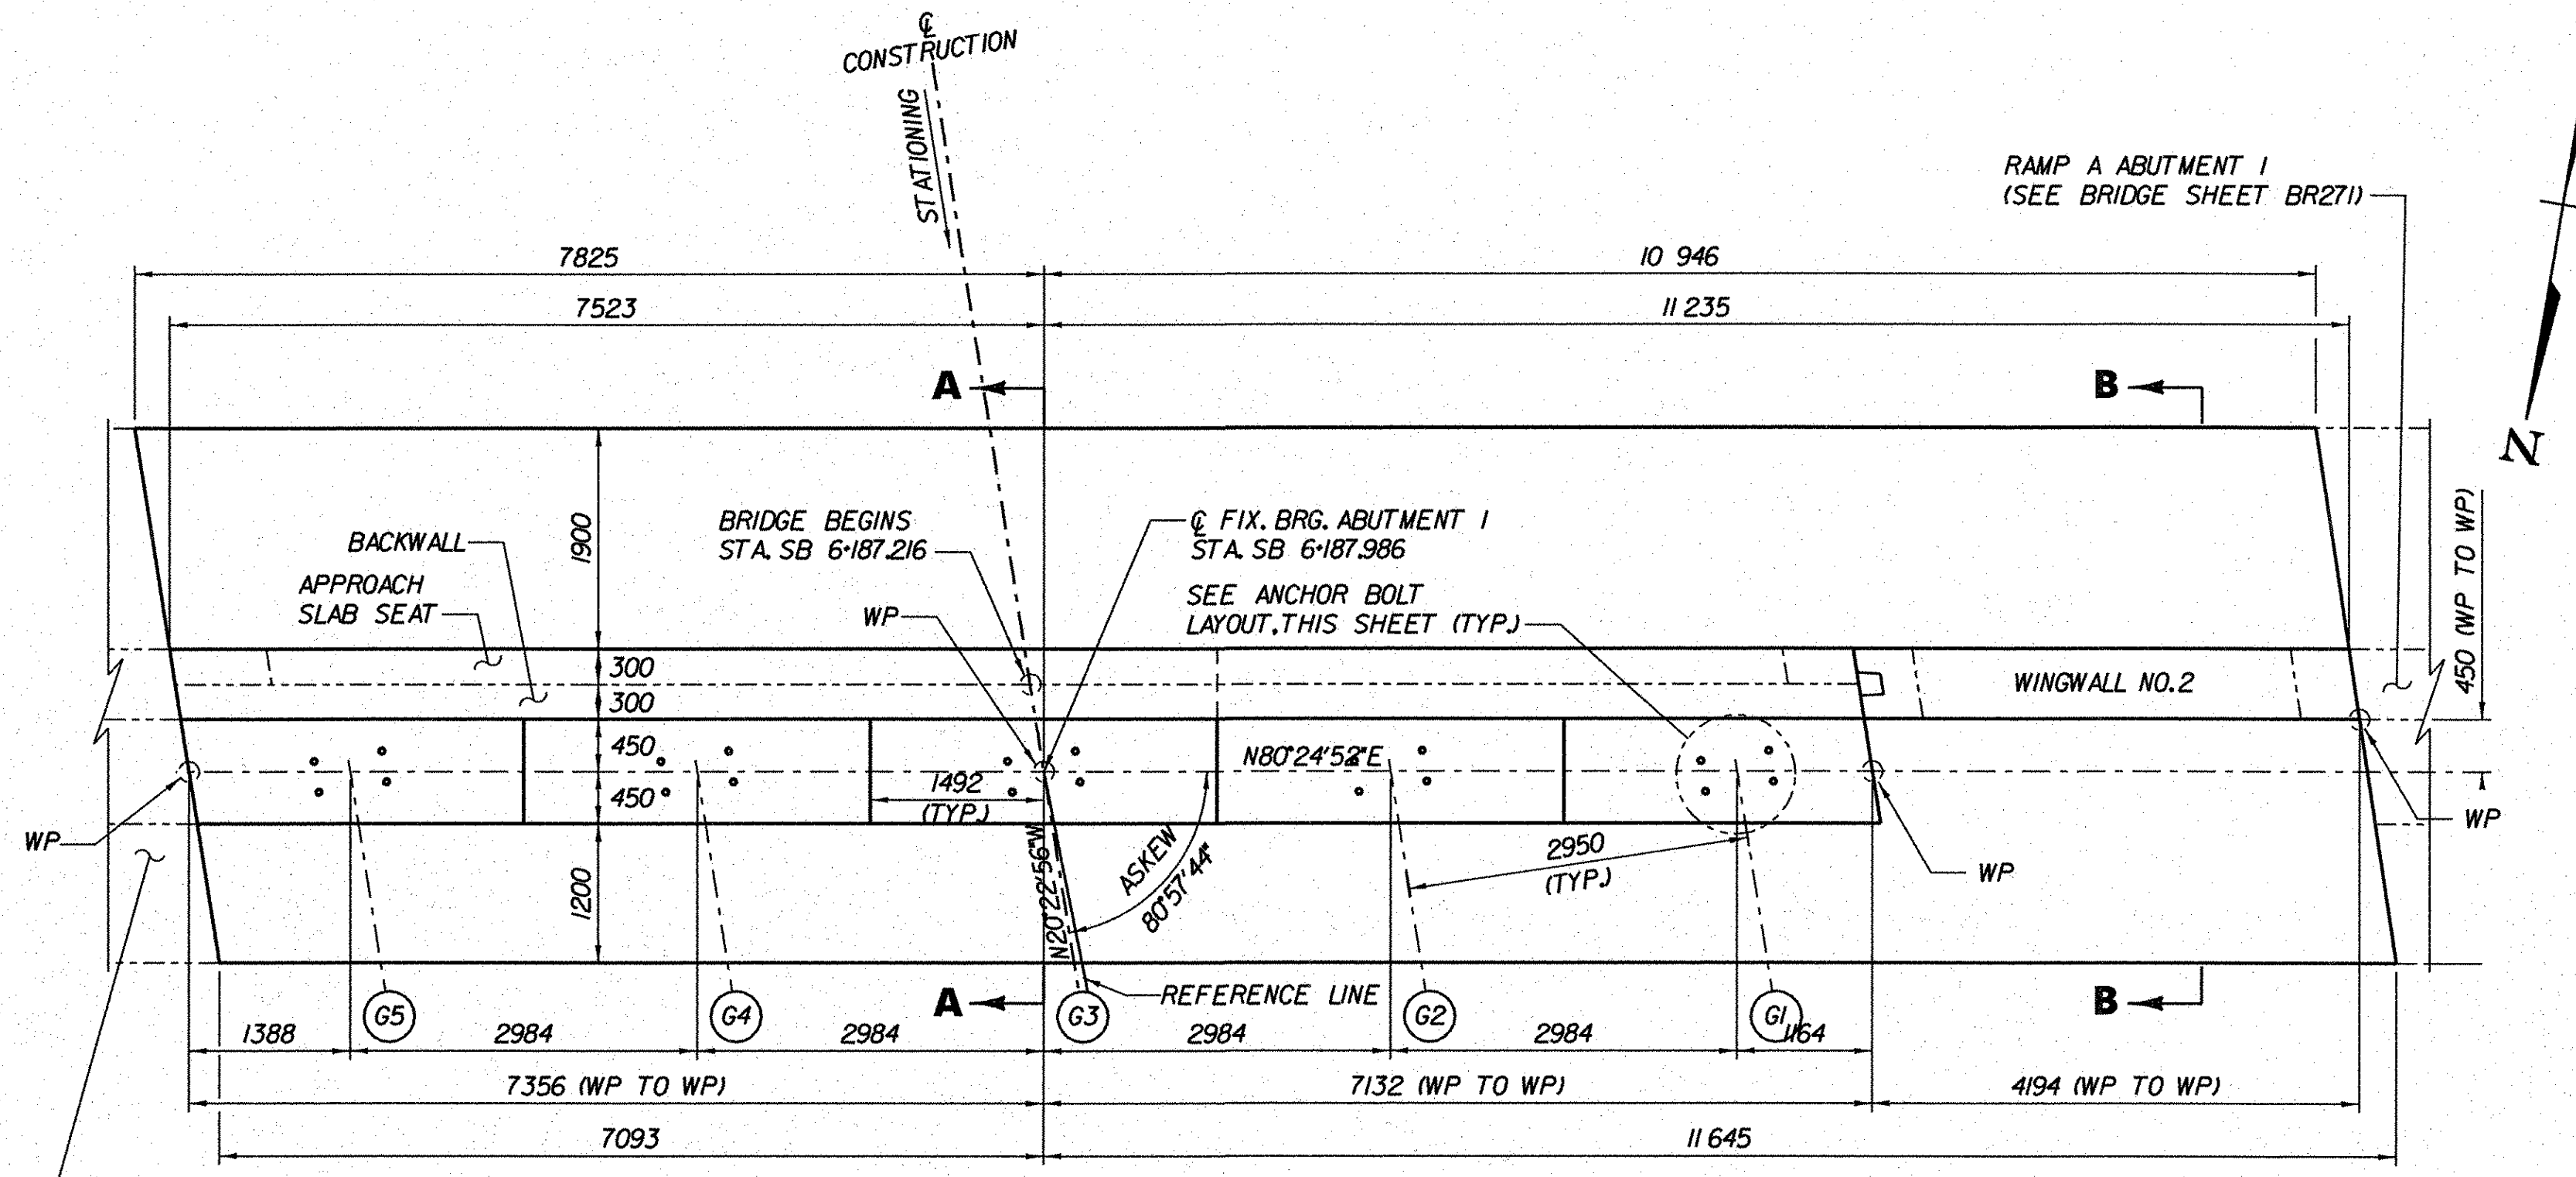 ℄
CONSTRUCTION
STATIONING
RAMP A ABUTMENT 1
(SEE BRIDGE SHEET BR271)
7825
10 946
7523
11 235
A
B
N
1900
BACKWALL
APPROACH
SLAB SEAT
BRIDGE BEGINS
STA. SB 6+187.216
WP
℄ FIX. BRG. ABUTMENT 1
STA. SB 6+187.986
SEE ANCHOR BOLT
LAYOUT, THIS SHEET (TYP.)
450 (WP TO WP)
300
300
WINGWALL NO.2
450
450
1492
(TYP.)
N80°24'52"E
WP
WP
WP
1200
N20°22'56"W
ASKEW
80°57'44"
2950
(TYP.)
REFERENCE LINE
A
B
G5
G4
G3
G2
G1
1388
2984
2984
2984
2984
1164
7356 (WP TO WP)
7132 (WP TO WP)
4194 (WP TO WP)
7093
11 645